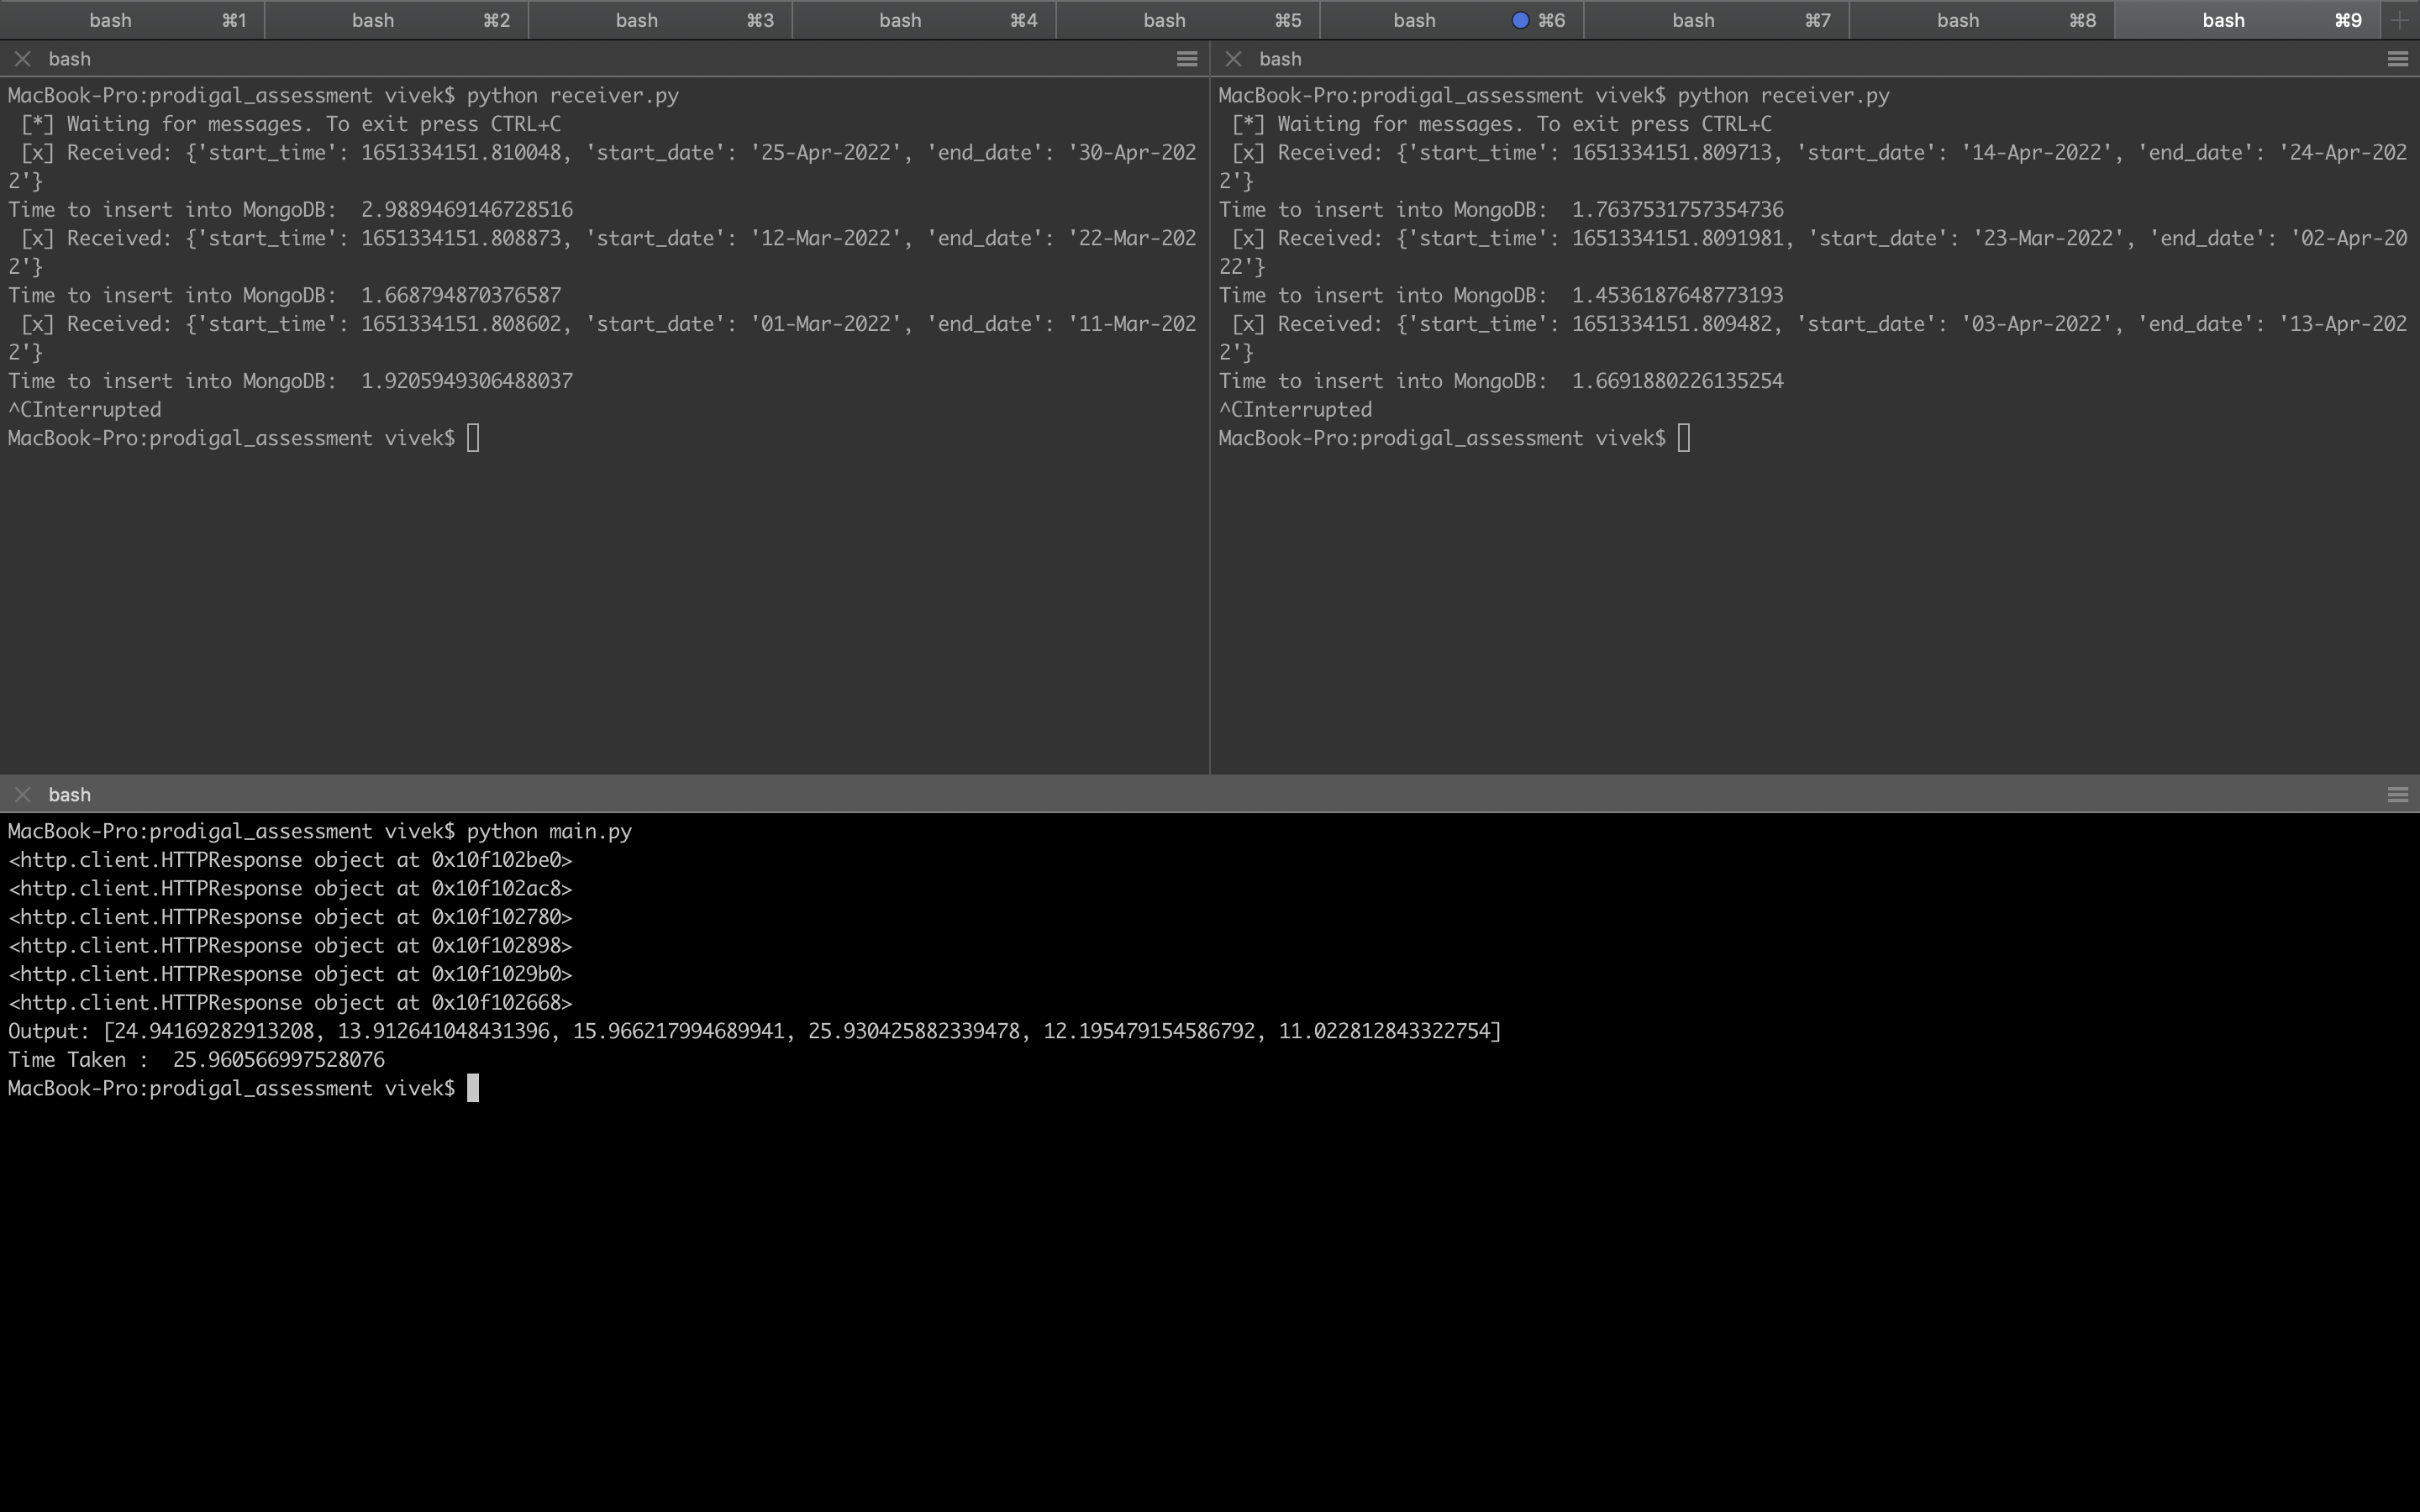 bash ⌘1 bash ⌘2 bash ⌘3 bash ⌘4 bash ⌘5 bash ⌘6 bash ⌘7 bash ⌘8 bash ⌘9
bash
MacBook-Pro:prodigal_assessment vivek$ python receiver.py
[*] Waiting for messages. To exit press CTRL+C
[x] Received: {'start_time': 1651334151.810048, 'start_date': '25-Apr-2022', 'end_date': '30-Apr-202
2'}
Time to insert into MongoDB:  2.9889469146728516
[x] Received: {'start_time': 1651334151.808873, 'start_date': '12-Mar-2022', 'end_date': '22-Mar-202
2'}
Time to insert into MongoDB:  1.668794870376587
[x] Received: {'start_time': 1651334151.808602, 'start_date': '01-Mar-2022', 'end_date': '11-Mar-202
2'}
Time to insert into MongoDB:  1.9205949306488037
^CInterrupted
MacBook-Pro:prodigal_assessment vivek$
bash
MacBook-Pro:prodigal_assessment vivek$ python receiver.py
[*] Waiting for messages. To exit press CTRL+C
[x] Received: {'start_time': 1651334151.809713, 'start_date': '14-Apr-2022', 'end_date': '24-Apr-202
2'}
Time to insert into MongoDB:  1.7637531757354736
[x] Received: {'start_time': 1651334151.8091981, 'start_date': '23-Mar-2022', 'end_date': '02-Apr-20
22'}
Time to insert into MongoDB:  1.4536187648773193
[x] Received: {'start_time': 1651334151.809482, 'start_date': '03-Apr-2022', 'end_date': '13-Apr-202
2'}
Time to insert into MongoDB:  1.6691880226135254
^CInterrupted
MacBook-Pro:prodigal_assessment vivek$
bash
MacBook-Pro:prodigal_assessment vivek$ python main.py
<http.client.HTTPResponse object at 0x10f102be0>
<http.client.HTTPResponse object at 0x10f102ac8>
<http.client.HTTPResponse object at 0x10f102780>
<http.client.HTTPResponse object at 0x10f102898>
<http.client.HTTPResponse object at 0x10f1029b0>
<http.client.HTTPResponse object at 0x10f102668>
Output: [24.94169282913208, 13.912641048431396, 15.966217994689941, 25.930425882339478, 12.195479154586792, 11.022812843322754]
Time Taken :  25.960566997528076
MacBook-Pro:prodigal_assessment vivek$